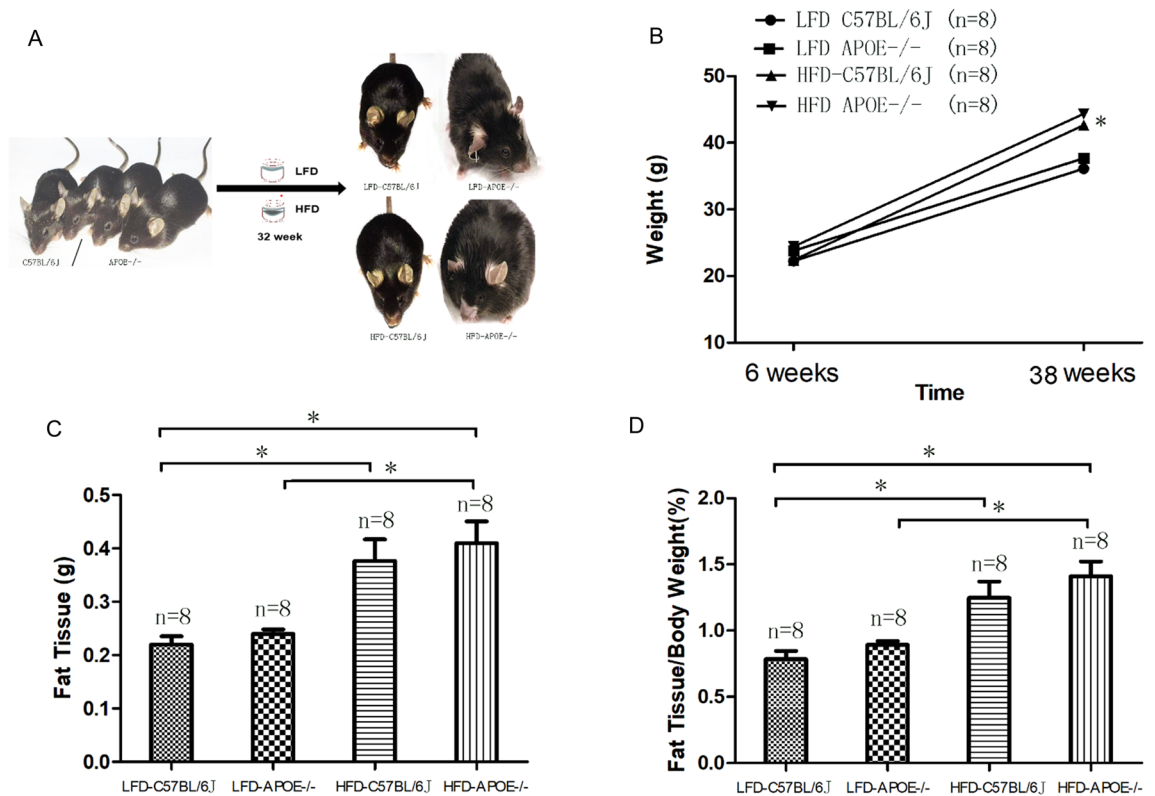 A
LFD
HFD
32 week
C57BL/6J
APOE-/-
LFD-C57BL/6J
LFD-APOE-/-
HFD-C57BL/6J
HFD-APOE-/-
B
LFD C57BL/6J (n=8)
LFD APOE-/- (n=8)
HFD-C57BL/6J (n=8)
HFD APOE-/- (n=8)
Weight (g)
50
40
30
20
10
*
6 weeks
38 weeks
Time
C
*
*
*
Fat Tissue (g)
0.5
0.4
0.3
0.2
0.1
0.0
n=8
n=8
n=8
n=8
LFD-C57BL/6J
LFD-APOE-/-
HFD-C57BL/6J
HFD-APOE-/-
D
*
*
*
Fat Tissue/Body Weight(%)
2.0
1.5
1.0
0.5
0.0
n=8
n=8
n=8
n=8
LFD-C57BL/6J
LFD-APOE-/-
HFD-C57BL/6J
HFD-APOE-/-